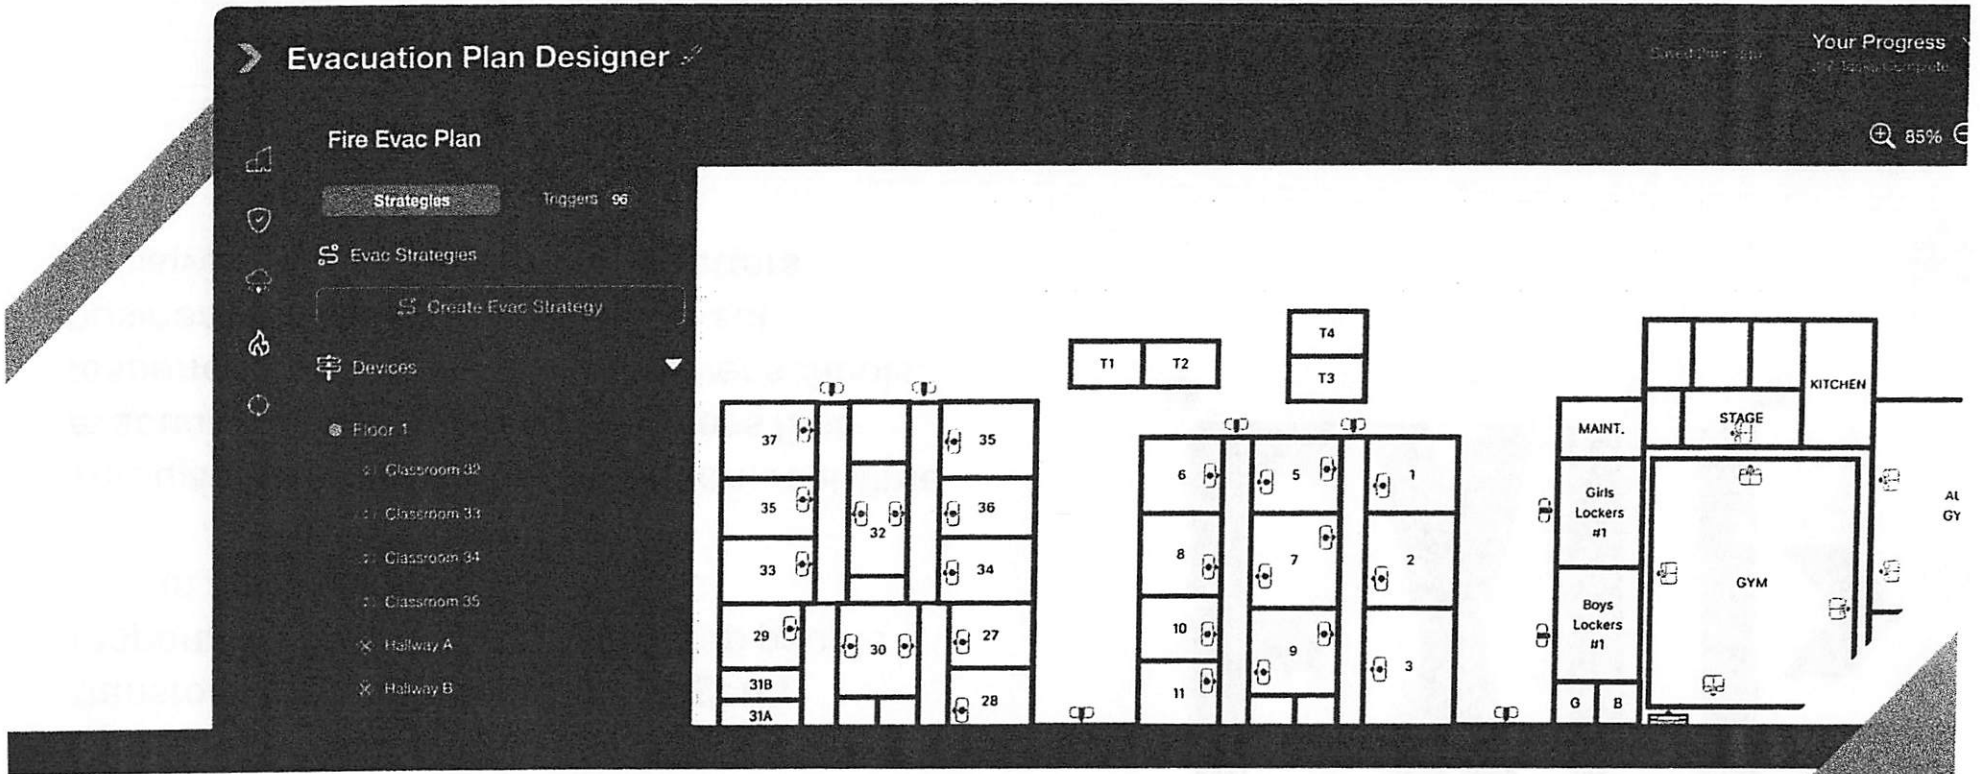 Evacuation Plan Designer
Your Progress
Fire Evac Plan
85%
Strategies
Triggers 96
Evac Strategies
Create Evac Strategy
Devices
Floor 1
Classroom 32
Classroom 33
Classroom 34
Classroom 35
Hallway A
Hallway B
T4
T1 T2
T3
KITCHEN
STAGE
MAINT.
37 35
6 5 1
35 32 36
Girls
Lockers
#1
AL
GY
33 34
8 7 2
GYM
Boys
Lockers
#1
29 30 27
10 9 3
31B
11
28
31A
G B